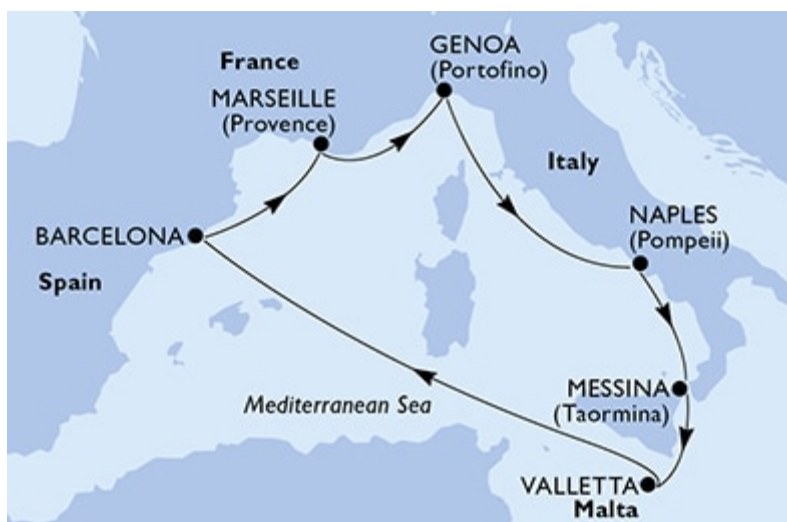 GENOA
(Portofino)
France
MARSEILLE
(Provence)
Italy
NAPLES
(Pompeii)
BARCELONA
Spain
MESSINA
(Taormina)
Mediterranean Sea
VALLETTA
Malta